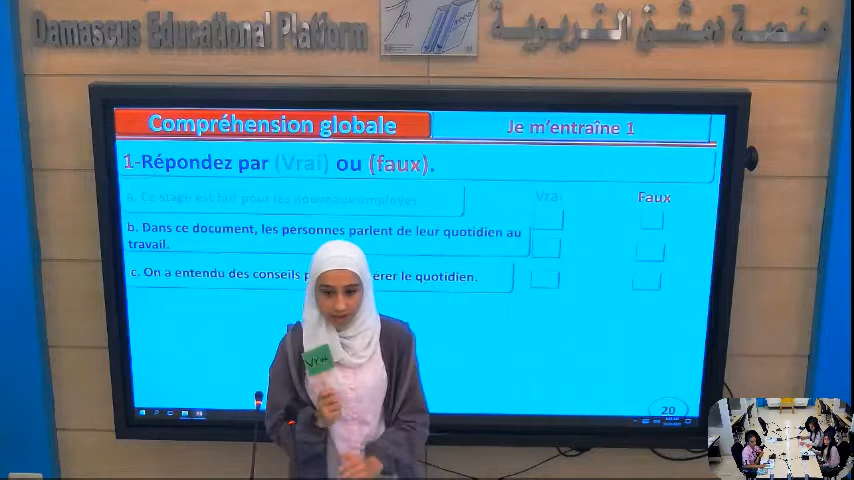 Damascus Educational Platform
منصة دمشق التربوية
Compréhension globale
Je m'entraîne 1
1-Répondez par (Vrai) ou (faux).
Vrai
Faux
a. Ce stage est fait pour les nouveaux employés
b. Dans ce document, les personnes parlent de leur quotidien au
travail.
c. On a entendu des conseils érer le quotidien.
Vrai
20